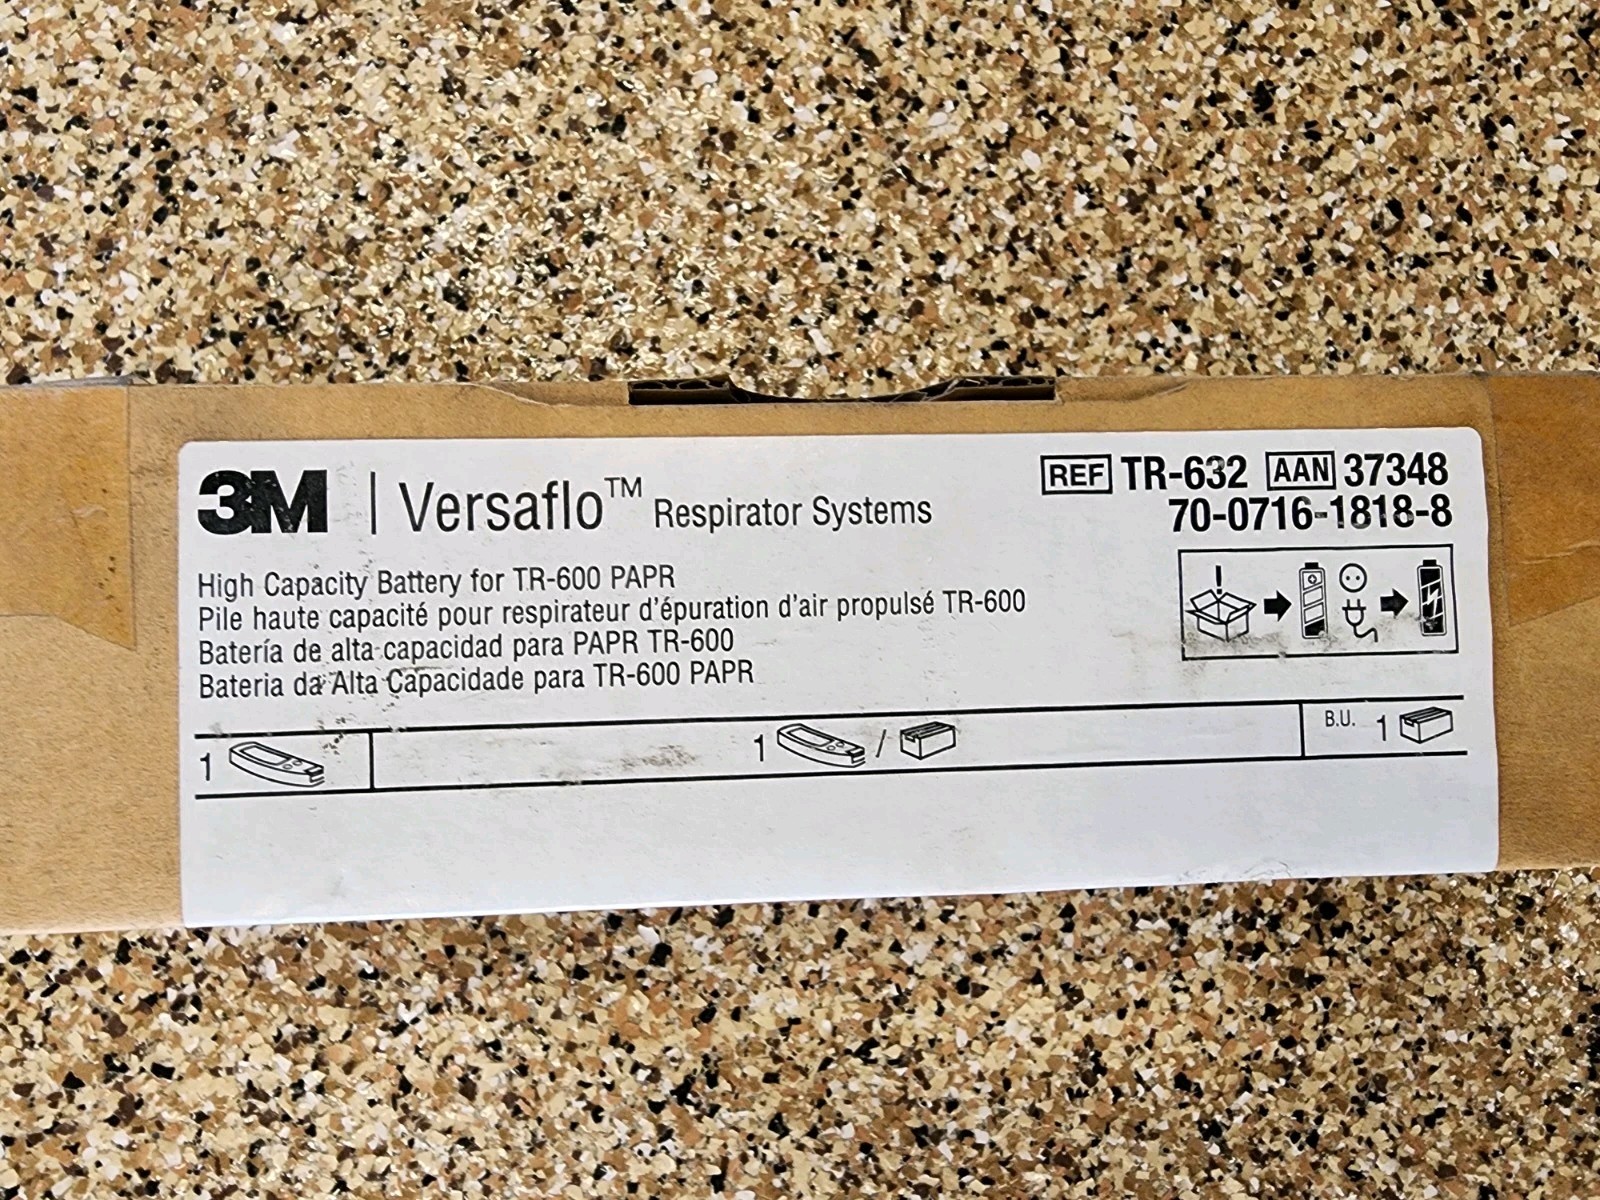 3M | Versaflo™ Respirator Systems
REF TR-632 AAN 37348
70-0716-1818-8
High Capacity Battery for TR-600 PAPR
Pile haute capacité pour respirateur d'épuration d'air propulsé TR-600
Batería de alta capacidad para PAPR TR-600
Bateria da Alta Capacidade para TR-600 PAPR
1 1 / B.U. 1